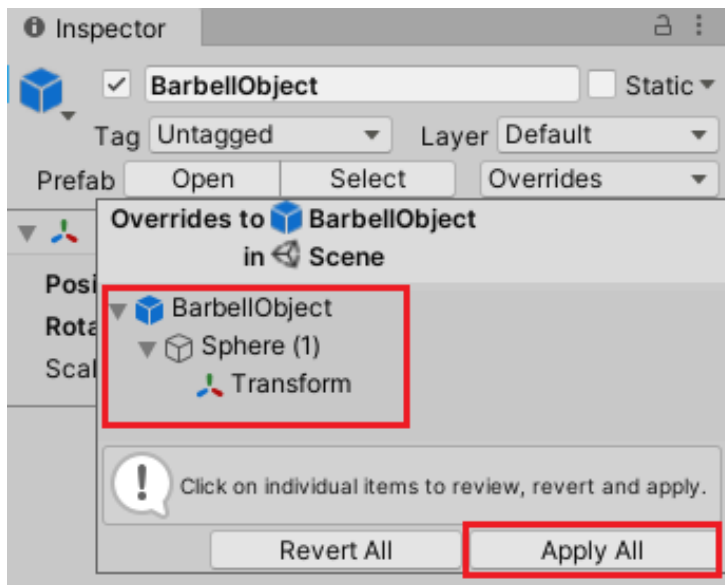 Inspector
BarbellObject Static
Tag Untagged Layer Default
Prefab Open Select Overrides
Overrides to BarbellObject
in Scene
Posi
BarbellObject
Rota
Sphere (1)
Scal
Transform
Click on individual items to review, revert and apply.
Revert All Apply All